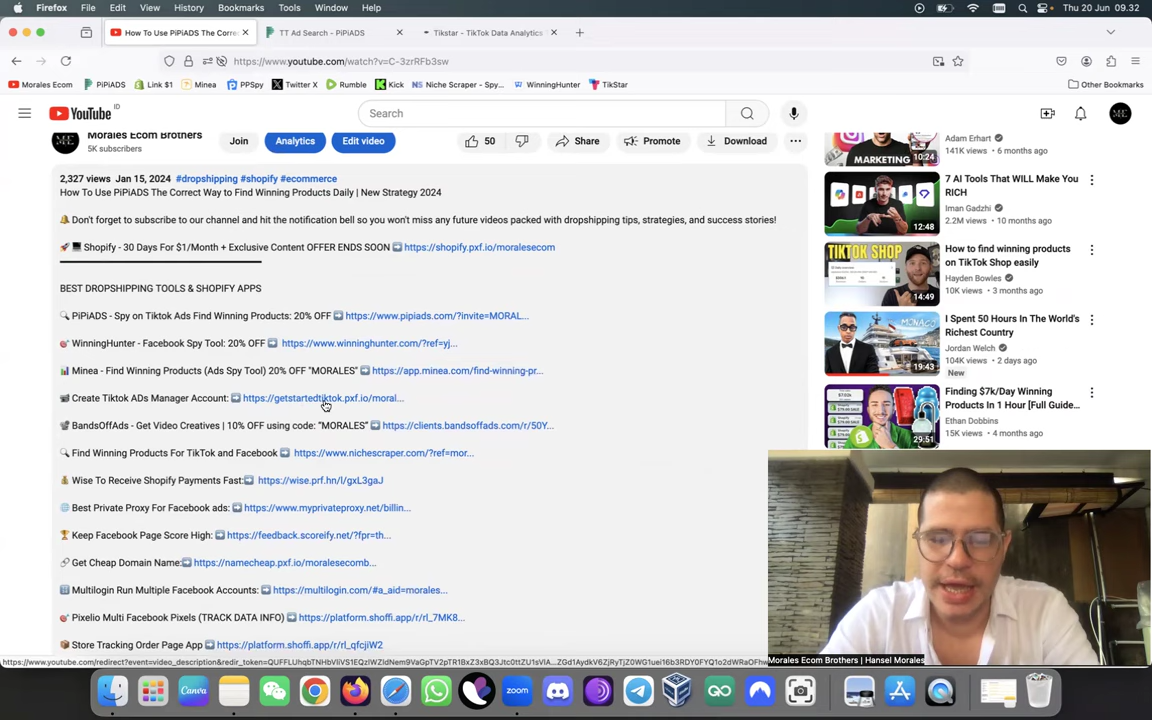 Firefox File Edit View History Bookmarks Tools Window Help Thu 20 Jun 09.32
How To Use PiPiADS The Corre TT Ad Search - PiPiADS Tikstar - TikTok Data Analytics
https://www.youtube.com/watch?v=C-3zrRFb3sw
Morales Ecom PiPiADS Link $1 Minea PPSpy Twitter X Rumble Kick Niche Scraper - Spy... WinningHunter TikStar Other Bookmarks
YouTube ID Search
Morales Ecom Brothers
5K subscribers
Join Analytics Edit video 50 Share Promote Download
2,327 views Jan 15, 2024 #dropshipping #shopify #ecommerce
How To Use PiPiADS The Correct Way to Find Winning Products Daily | New Strategy 2024
Don't forget to subscribe to our channel and hit the notification bell so you won't miss any future videos packed with dropshipping tips, strategies, and success stories!
Shopify - 30 Days For $1/Month + Exclusive Content OFFER ENDS SOON https://shopify.pxf.io/moralesecom
BEST DROPSHIPPING TOOLS & SHOPIFY APPS
PiPiADS - Spy on Tiktok Ads Find Winning Products: 20% OFF https://www.pipiads.com/?invite=MORAL...
WinningHunter - Facebook Spy Tool: 20% OFF https://www.winninghunter.com/?ref=yj...
Minea - Find Winning Products (Ads Spy Tool) 20% OFF "MORALES" https://app.minea.com/find-winning-pr...
Create Tiktok ADs Manager Account: https://getstartedtiktok.pxf.io/moral...
BandsOffAds - Get Video Creatives | 10% OFF using code: "MORALES" https://clients.bandsoffads.com/r/50Y...
Find Winning Products For TikTok and Facebook https://www.nichescraper.com/?ref=mor...
Wise To Receive Shopify Payments Fast: https://wise.prf.hn/l/gxL3gaJ
Best Private Proxy For Facebook ads: https://www.myprivateproxy.net/billin...
Keep Facebook Page Score High: https://feedback.scoreify.net/?fpr=th...
Get Cheap Domain Name: https://namecheap.pxf.io/moralesecomb...
Multilogin Run Multiple Facebook Accounts: https://multilogin.com/#a_aid=morales...
Pixelio Multi Facebook Pixels (TRACK DATA INFO) https://platform.shoffi.app/r/rl_7MK8...
Store Tracking Order Page App https://platform.shoffi.app/r/rl_qfcjiW2
Adam Erhart
141K views • 6 months ago
MARKETING
10:24
7 AI Tools That WILL Make You RICH
Iman Gadzhi
2.2M views • 10 months ago
12:48
How to find winning products on TikTok Shop easily
Hayden Bowles
10K views • 3 months ago
TIKTOK SHOP
14:49
I Spent 50 Hours In The World's Richest Country
Jordan Welch
104K views • 2 days ago
New
MONACO
19:43
Finding $7k/Day Winning Products In 1 Hour [Full Guide...
Ethan Dobbins
15K views • 4 months ago
29:51
Morales Ecom Brothers | Hansel Morales
Canva
zoom